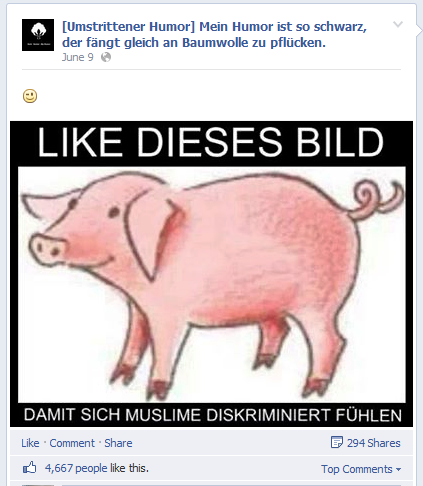 [Umstrittener Humor] Mein Humor ist so schwarz,
der fängt gleich an Baumwolle zu pflücken.
June 9
LIKE DIESES BILD
DAMIT SICH MUSLIME DISKRIMINIERT FÜHLEN
Like · Comment · Share
294 Shares
4,667 people like this.
Top Comments